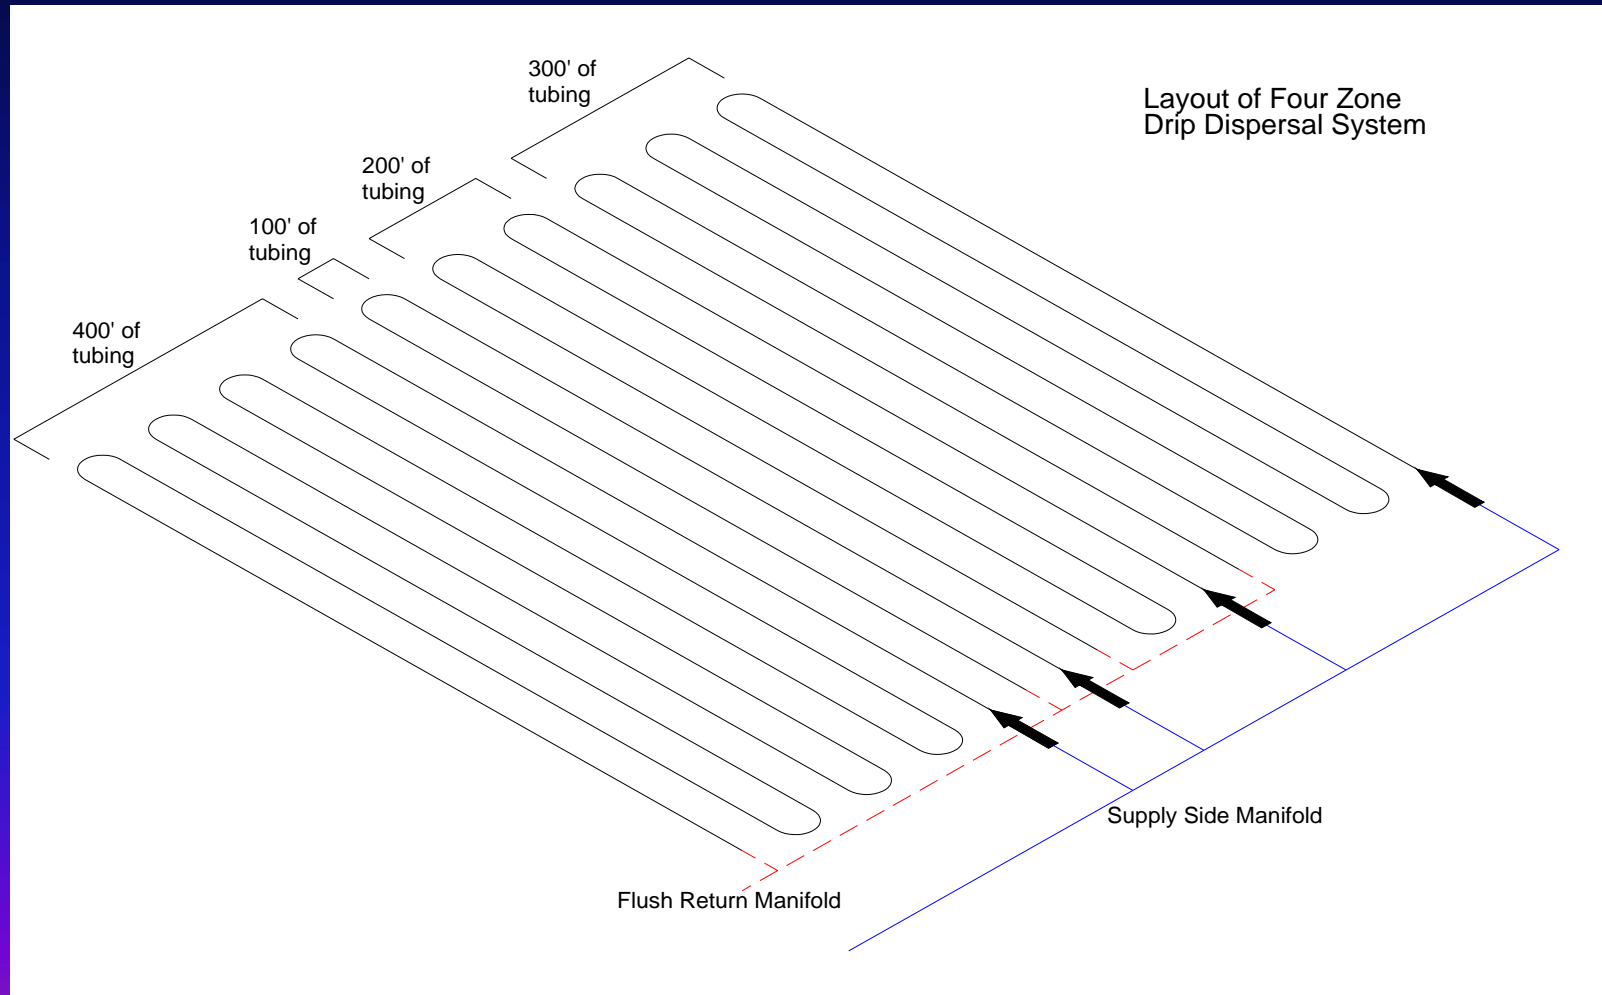 300' of
tubing
Layout of Four Zone
Drip Dispersal System
200' of
tubing
100' of
tubing
400' of
tubing
Supply Side Manifold
Flush Return Manifold